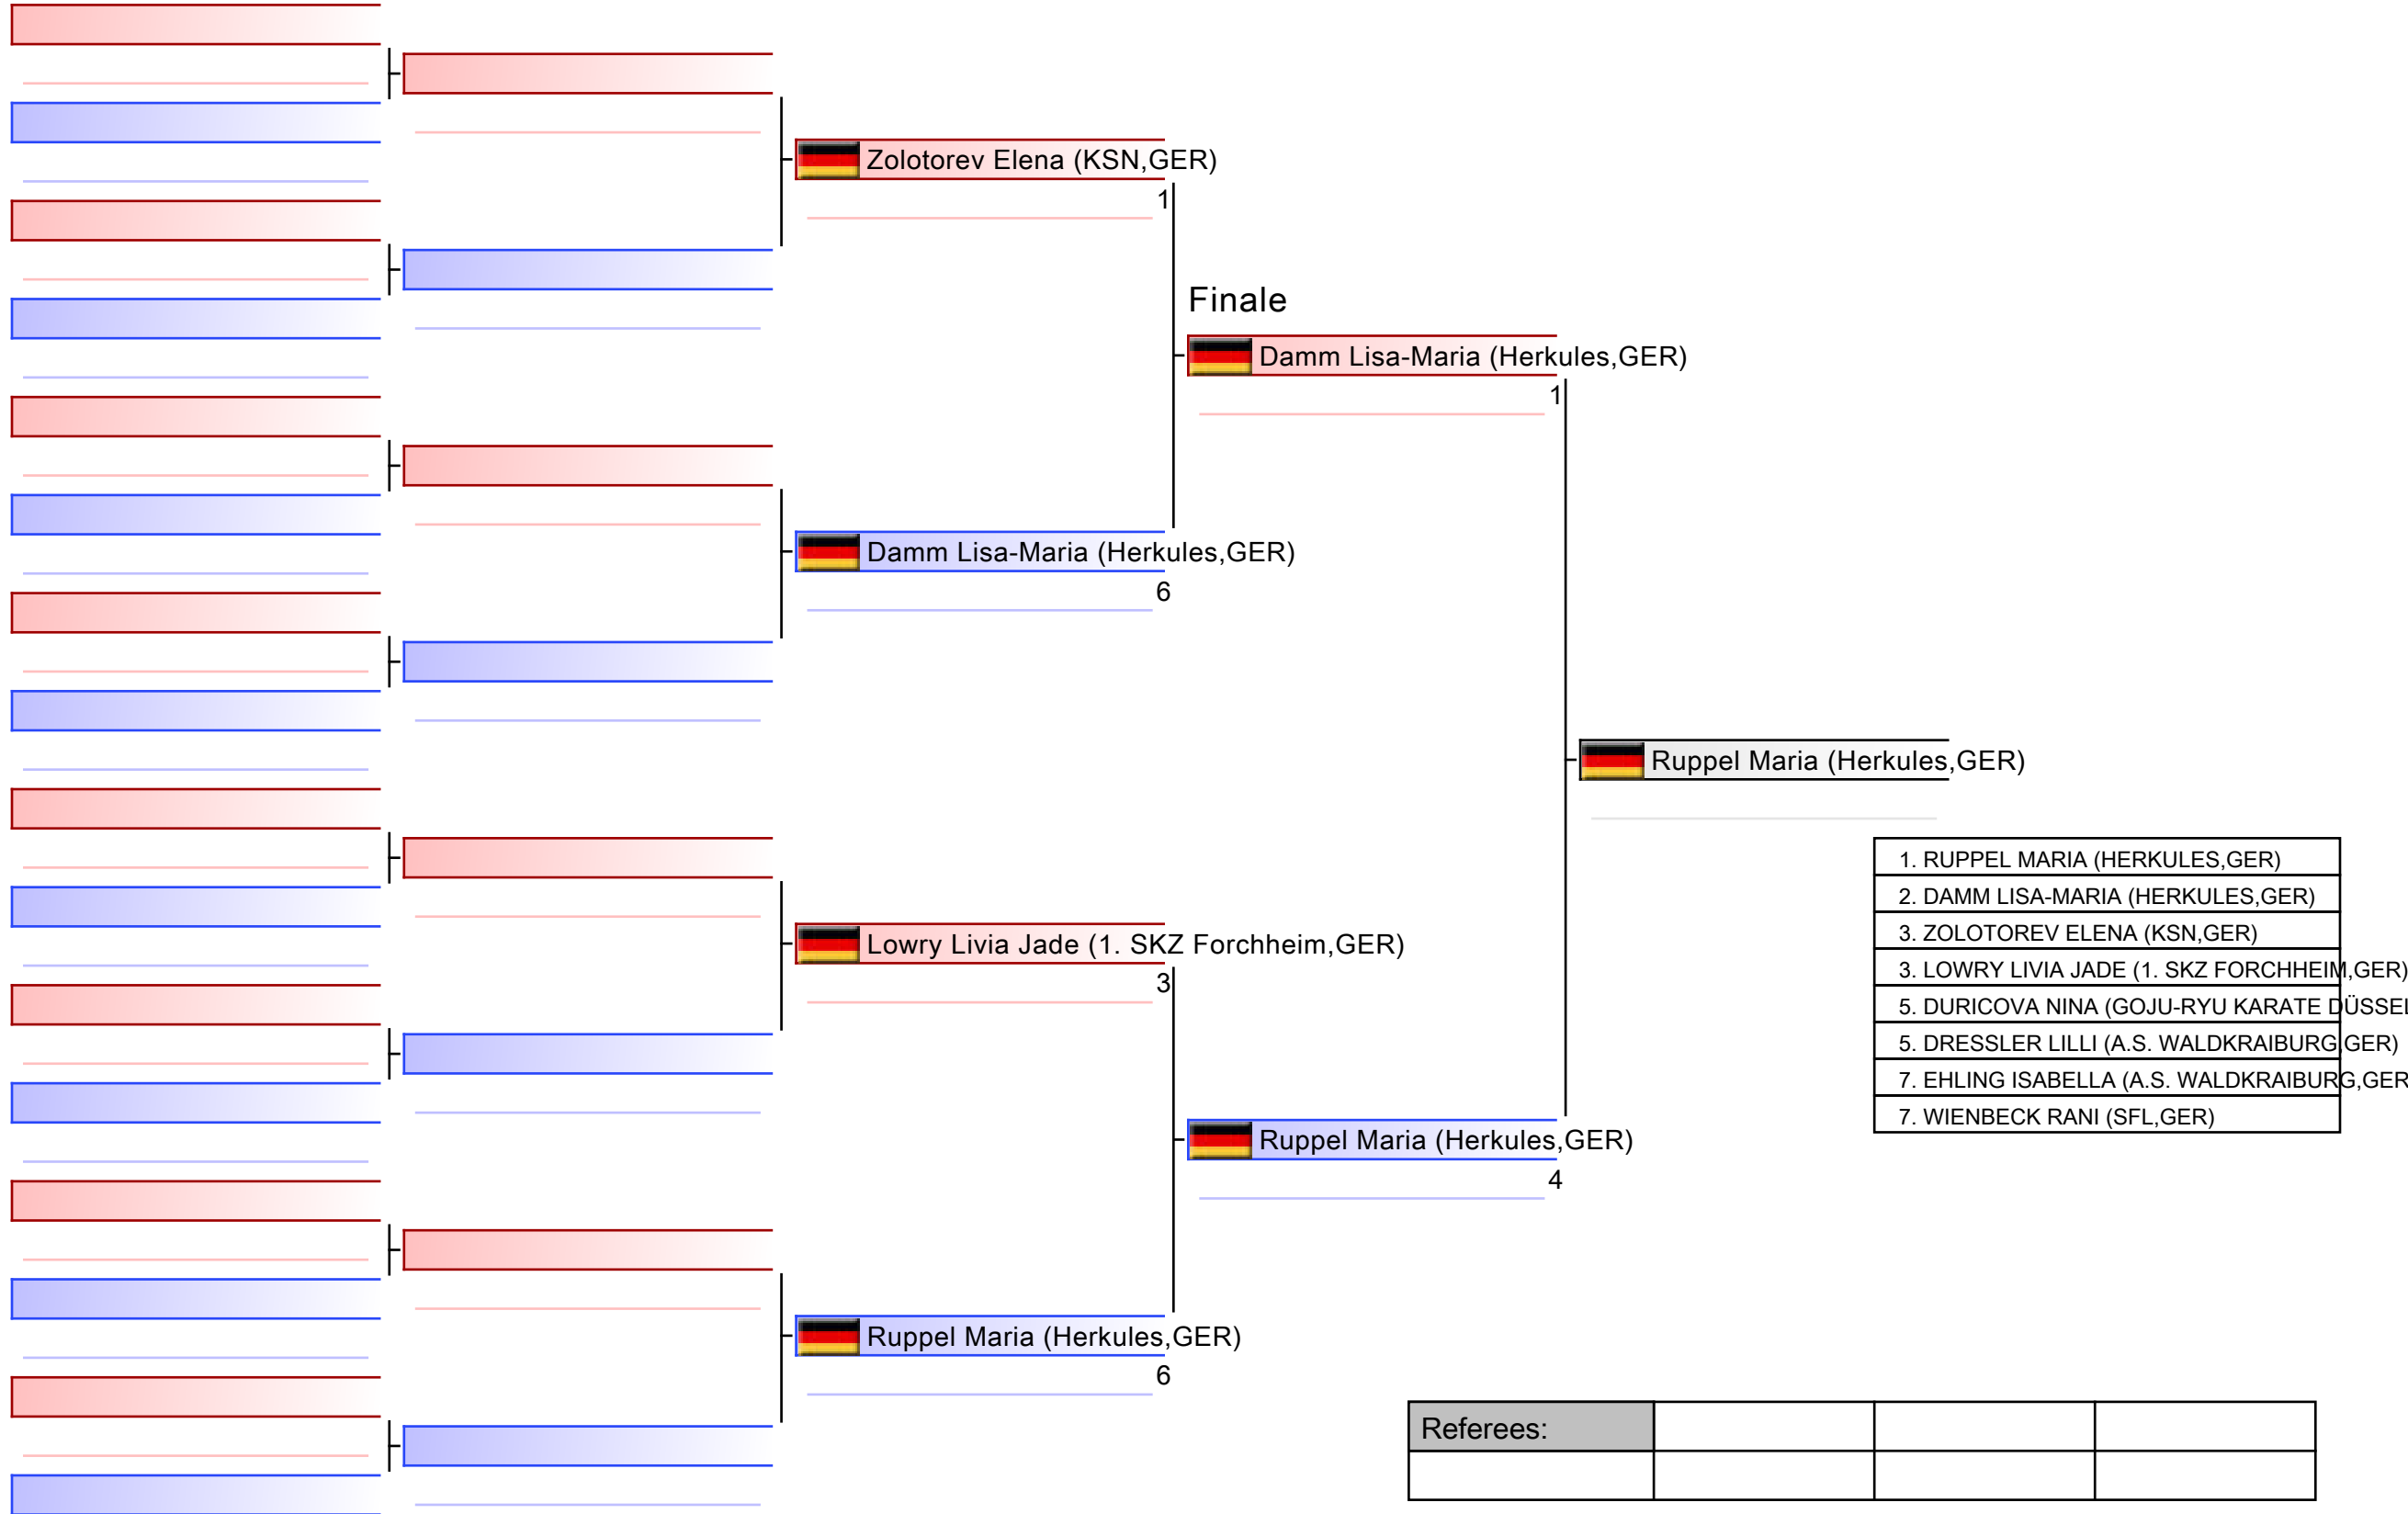 Zolotorev Elena (KSN,GER)
1
Finale
Damm Lisa-Maria (Herkules,GER)
1
Damm Lisa-Maria (Herkules,GER)
6
Ruppel Maria (Herkules,GER)
1. RUPPEL MARIA (HERKULES,GER)
2. DAMM LISA-MARIA (HERKULES,GER)
3. ZOLOTOREV ELENA (KSN,GER)
3. LOWRY LIVIA JADE (1. SKZ FORCHHEIM,GER)
5. DURICOVA NINA (GOJU-RYU KARATE DÜSSEL
5. DRESSLER LILLI (A.S. WALDKRAIBURG,GER)
7. EHLING ISABELLA (A.S. WALDKRAIBURG,GER
7. WIENBECK RANI (SFL,GER)
Lowry Livia Jade (1. SKZ Forchheim,GER)
3
Ruppel Maria (Herkules,GER)
4
Ruppel Maria (Herkules,GER)
6
Referees: